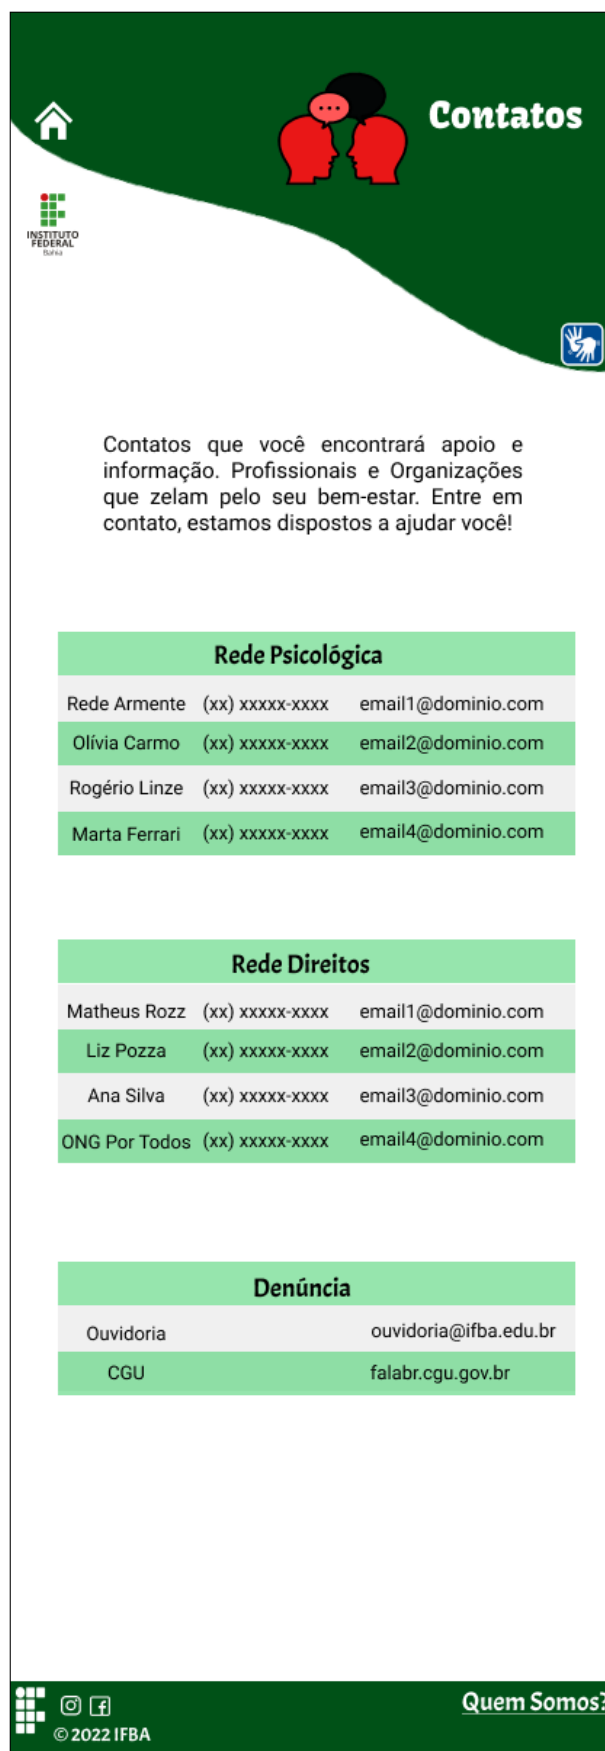 Contatos
INSTITUTO
FEDERAL
Bahia
Contatos que você encontrará apoio e
informação. Profissionais e Organizações
que zelam pelo seu bem-estar. Entre em
contato, estamos dispostos a ajudar você!
Rede Psicológica
Rede Armente (xx) xxxxx-xxxx email1@dominio.com
Olívia Carmo (xx) xxxxx-xxxx email2@dominio.com
Rogério Linze (xx) xxxxx-xxxx email3@dominio.com
Marta Ferrari (xx) xxxxx-xxxx email4@dominio.com
Rede Direitos
Matheus Rozz (xx) xxxxx-xxxx email1@dominio.com
Liz Pozza (xx) xxxxx-xxxx email2@dominio.com
Ana Silva (xx) xxxxx-xxxx email3@dominio.com
ONG Por Todos (xx) xxxxx-xxxx email4@dominio.com
Denúncia
Ouvidoria ouvidoria@ifba.edu.br
CGU falabr.cgu.gov.br
Quem Somos?
© 2022 IFBA